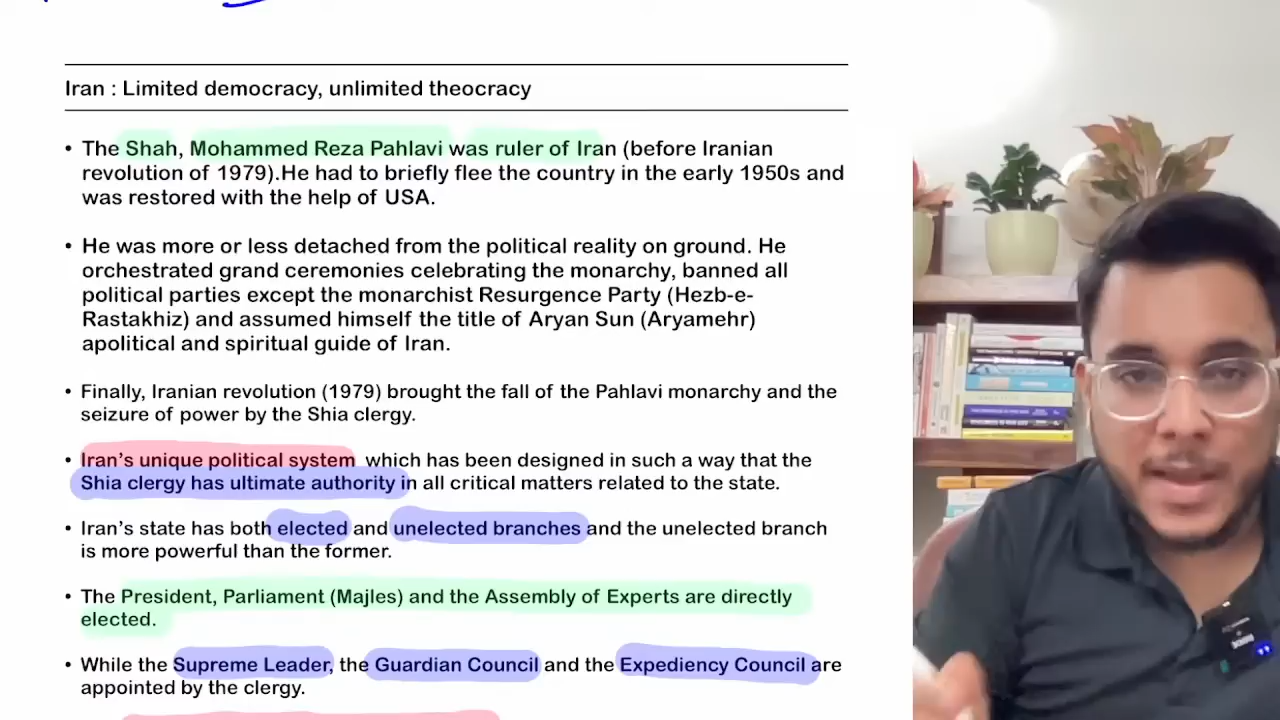 Iran : Limited democracy, unlimited theocracy
• The Shah, Mohammed Reza Pahlavi was ruler of Iran (before Iranian
revolution of 1979).He had to briefly flee the country in the early 1950s and
was restored with the help of USA.
• He was more or less detached from the political reality on ground. He
orchestrated grand ceremonies celebrating the monarchy, banned all
political parties except the monarchist Resurgence Party (Hezb-e-
Rastakhiz) and assumed himself the title of Aryan Sun (Aryamehr)
apolitical and spiritual guide of Iran.
• Finally, Iranian revolution (1979) brought the fall of the Pahlavi monarchy and the
seizure of power by the Shia clergy.
• Iran's unique political system which has been designed in such a way that the
Shia clergy has ultimate authority in all critical matters related to the state.
• Iran's state has both elected and unelected branches and the unelected branch
is more powerful than the former.
• The President, Parliament (Majles) and the Assembly of Experts are directly
elected.
• While the Supreme Leader, the Guardian Council and the Expediency Council are
appointed by the clergy.